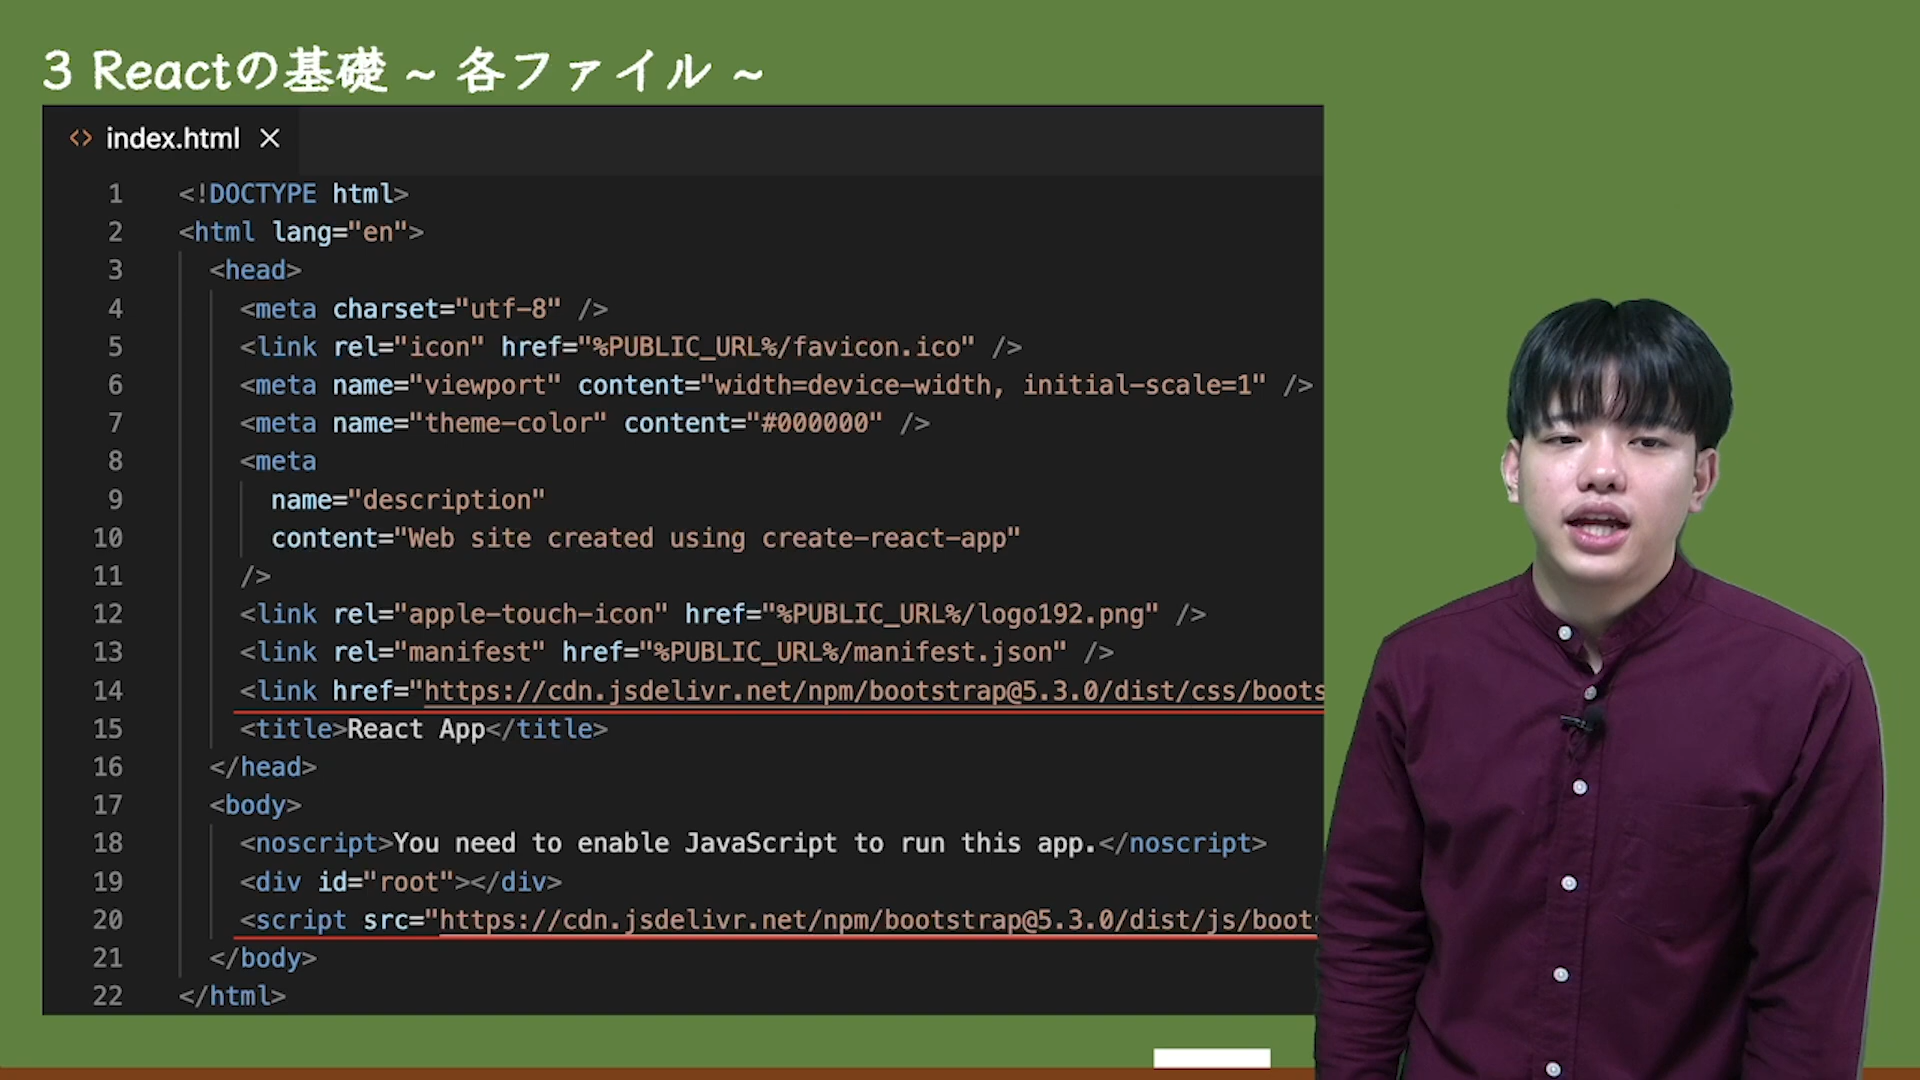 3 Reactの基礎 ~ 各ファイル ~
<> index.html ×
1 <!DOCTYPE html>
2 <html lang="en">
3 <head>
4 <meta charset="utf-8" />
5 <link rel="icon" href="%PUBLIC_URL%/favicon.ico" />
6 <meta name="viewport" content="width=device-width, initial-scale=1" />
7 <meta name="theme-color" content="#000000" />
8 <meta
9 name="description"
10 content="Web site created using create-react-app"
11 />
12 <link rel="apple-touch-icon" href="%PUBLIC_URL%/logo192.png" />
13 <link rel="manifest" href="%PUBLIC_URL%/manifest.json" />
14 <link href="https://cdn.jsdelivr.net/npm/bootstrap@5.3.0/dist/css/boots
15 <title>React App</title>
16 </head>
17 <body>
18 <noscript>You need to enable JavaScript to run this app.</noscript>
19 <div id="root"></div>
20 <script src="https://cdn.jsdelivr.net/npm/bootstrap@5.3.0/dist/js/boots
21 </body>
22 </html>